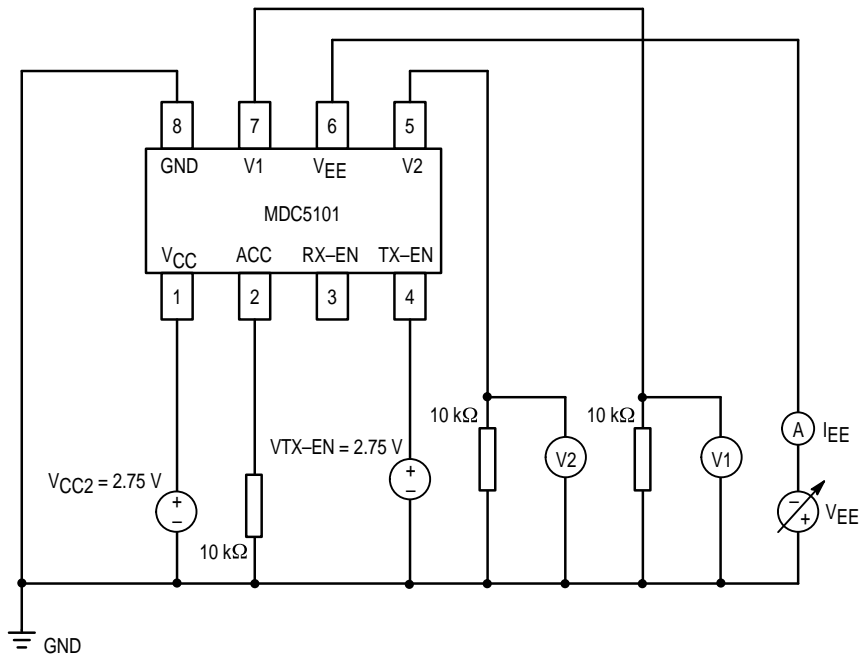 8
7
6
5
GND
V1
VEE
V2
MDC5101
VCC
ACC
RX–EN
TX–EN
1
2
3
4
10 kΩ
10 kΩ
VTX–EN = 2.75 V
V2
V1
A
IEE
VCC2 = 2.75 V
+
–
+
–
–
+
VEE
10 kΩ
GND